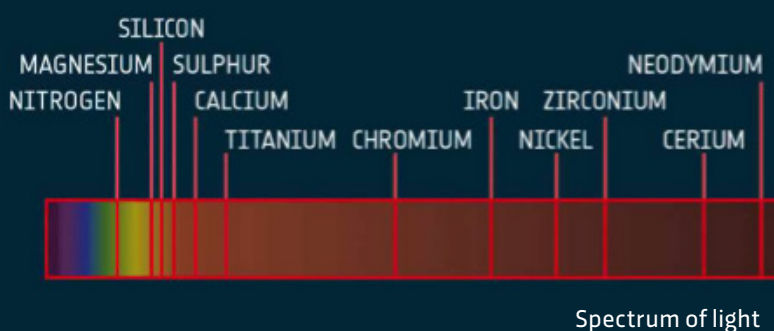 SILICON
MAGNESIUM SULPHUR NEODYMIUM
NITROGEN CALCIUM IRON ZIRCONIUM
TITANIUM CHROMIUM NICKEL CERIUM
Spectrum of light